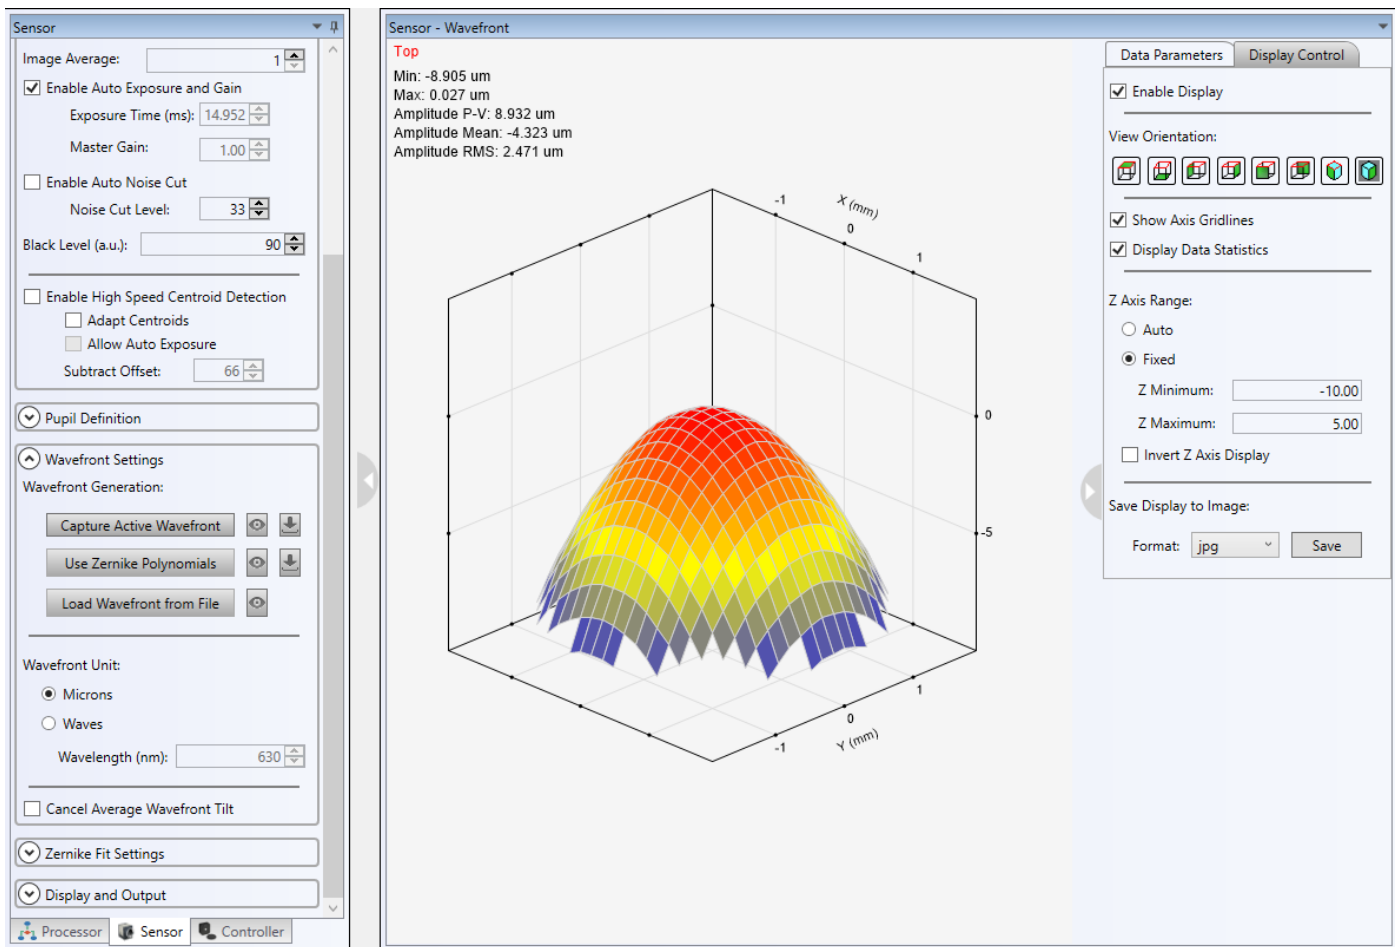 Sensor
Image Average: 1
Enable Auto Exposure and Gain
Exposure Time (ms): 14.952
Master Gain: 1.00
Enable Auto Noise Cut
Noise Cut Level: 33
Black Level (a.u.): 90
Enable High Speed Centroid Detection
Adapt Centroids
Allow Auto Exposure
Subtract Offset: 66
Pupil Definition
Wavefront Settings
Wavefront Generation:
Capture Active Wavefront
Use Zernike Polynomials
Load Wavefront from File
Wavefront Unit:
Microns
Waves
Wavelength (nm): 630
Cancel Average Wavefront Tilt
Zernike Fit Settings
Display and Output
Processor Sensor Controller
Sensor - Wavefront
Top
Min: -8.905 um
Max: 0.027 um
Amplitude P-V: 8.932 um
Amplitude Mean: -4.323 um
Amplitude RMS: 2.471 um
-1
X (mm)
0
1
0
-5
1
0
Y (mm)
-1
Data Parameters Display Control
Enable Display
View Orientation:
Show Axis Gridlines
Display Data Statistics
Z Axis Range:
Auto
Fixed
Z Minimum: -10.00
Z Maximum: 5.00
Invert Z Axis Display
Save Display to Image:
Format: jpg Save